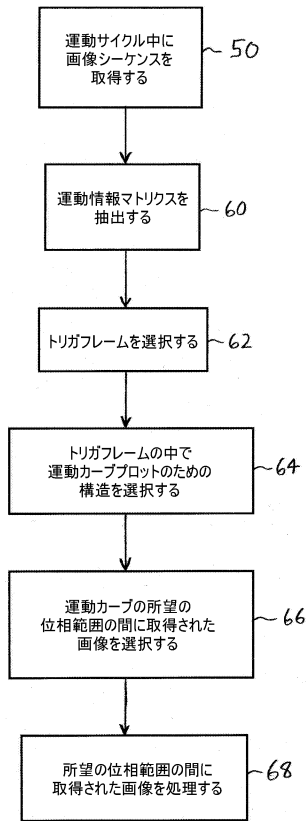 運動サイクル中に
画像シーケンスを
取得する
50
運動情報マトリクスを
抽出する
60
トリガフレームを選択する
62
トリガフレームの中で
運動カーブプロットのための
構造を選択する
64
運動カーブの所望の
位相範囲の間に取得された
画像を選択する
66
所望の位相範囲の間に
取得された画像を処理する
68